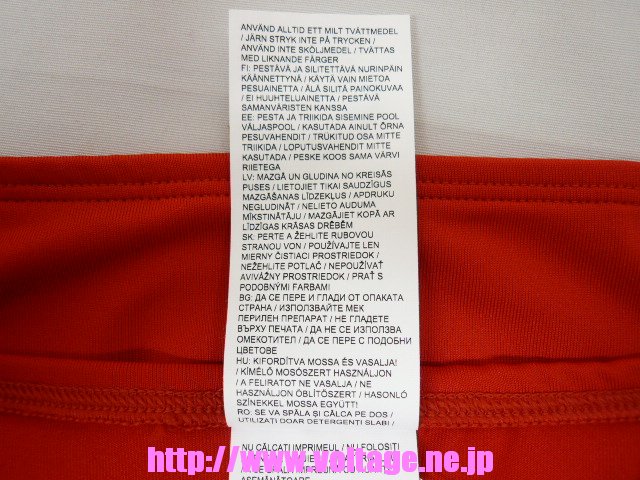 ANVÄND ALLTID ETT MILT TVÄTTMEDEL
/ JÄRN STRYK INTE PÅ TRYCKEN /
ANVÄND INTE SKÖLJMEDEL / TVÄTTAS
MED LIKNANDE FÄRGER
FI: PESTÄVÄ JA SILITETTÄVÄ NURINPÄIN
KÄÄNNETTYNÄ / KÄYTÄ VAIN MIETOA
PESUAINETTA / ÄLÄ SILITÄ PAINOKUVAA
/ EI HUUHTELUAINETTA / PESTÄVÄ
SAMANVÄRISTEN KANSSA
EE: PESTA JA TRIIKIDA SISEMINE POOL
VÄLJASPOOL / KASUTADA AINULT ÕRNA
PESUVAHENDIT / TRÜKITUD OSA MITTE
TRIIKIDA / LOPUTUSVAHENDIT MITTE
KASUTADA / PESKE KOOS SAMA VÄRVI
RIIETEGA
LV: MAZGĀ UN GLUDINA NO KREISĀS
PUSES / LIETOJIET TIKAI SAUDZĪGUS
MAZGĀŠANAS LĪDZEKĻUS / APDRUKU
NEGLUDINĀT / NELIETO AUDUMA
MĪKSTINĀTĀJU / MAZGĀJIET KOPĀ AR
LĪDZĪGAS KRĀSAS DRĒBĒM
SK: PERTE A ŽEHLITE RUBOVOU
STRANOU VON / POUŽÍVAJTE LEN
MIERNY ČISTIACI PROSTRIEDOK /
NEŽEHLITE POTLAČ / NEPOUŽÍVAŤ
AVIVÁŽNY PROSTRIEDOK / PRAŤ S
PODOBNÝMI FARBAMI
BG: ДА СЕ ПЕРЕ И ГЛАДИ ОТ ОПАКАТА
СТРАНА / ИЗПОЛЗВАЙТЕ МЕК
ПЕРИЛЕН ПРЕПАРАТ / НЕ ГЛАДЕТЕ
ВЪРХУ ПЕЧАТА / ДА НЕ СЕ ИЗПОЛЗВА
ОМЕКОТИТЕЛ / ДА СЕ ПЕРЕ С ПОДОБНИ
ЦВЕТОВЕ
HU: KIFORDÍTVA MOSSA ÉS VASALJA!
/ KÍMÉLŐ MOSÓSZERT HASZNÁLJON
/ A FELIRATOT NE VASALJA / NE
HASZNÁLJON ÖBLÍTŐSZERT / HASONLÓ
SZÍNEKKEL MOSSA EGYÜTT!
RO: SE VA SPĂLA ȘI CĂLCA PE DOS /
UTILIZAȚI DOAR DETERGENȚI SLABI /
NU CĂLCAȚI IMPRIMEUL / NU FOLOSIȚI
http://www.voltage.ne.jp
ASEMĂNĂTOARE